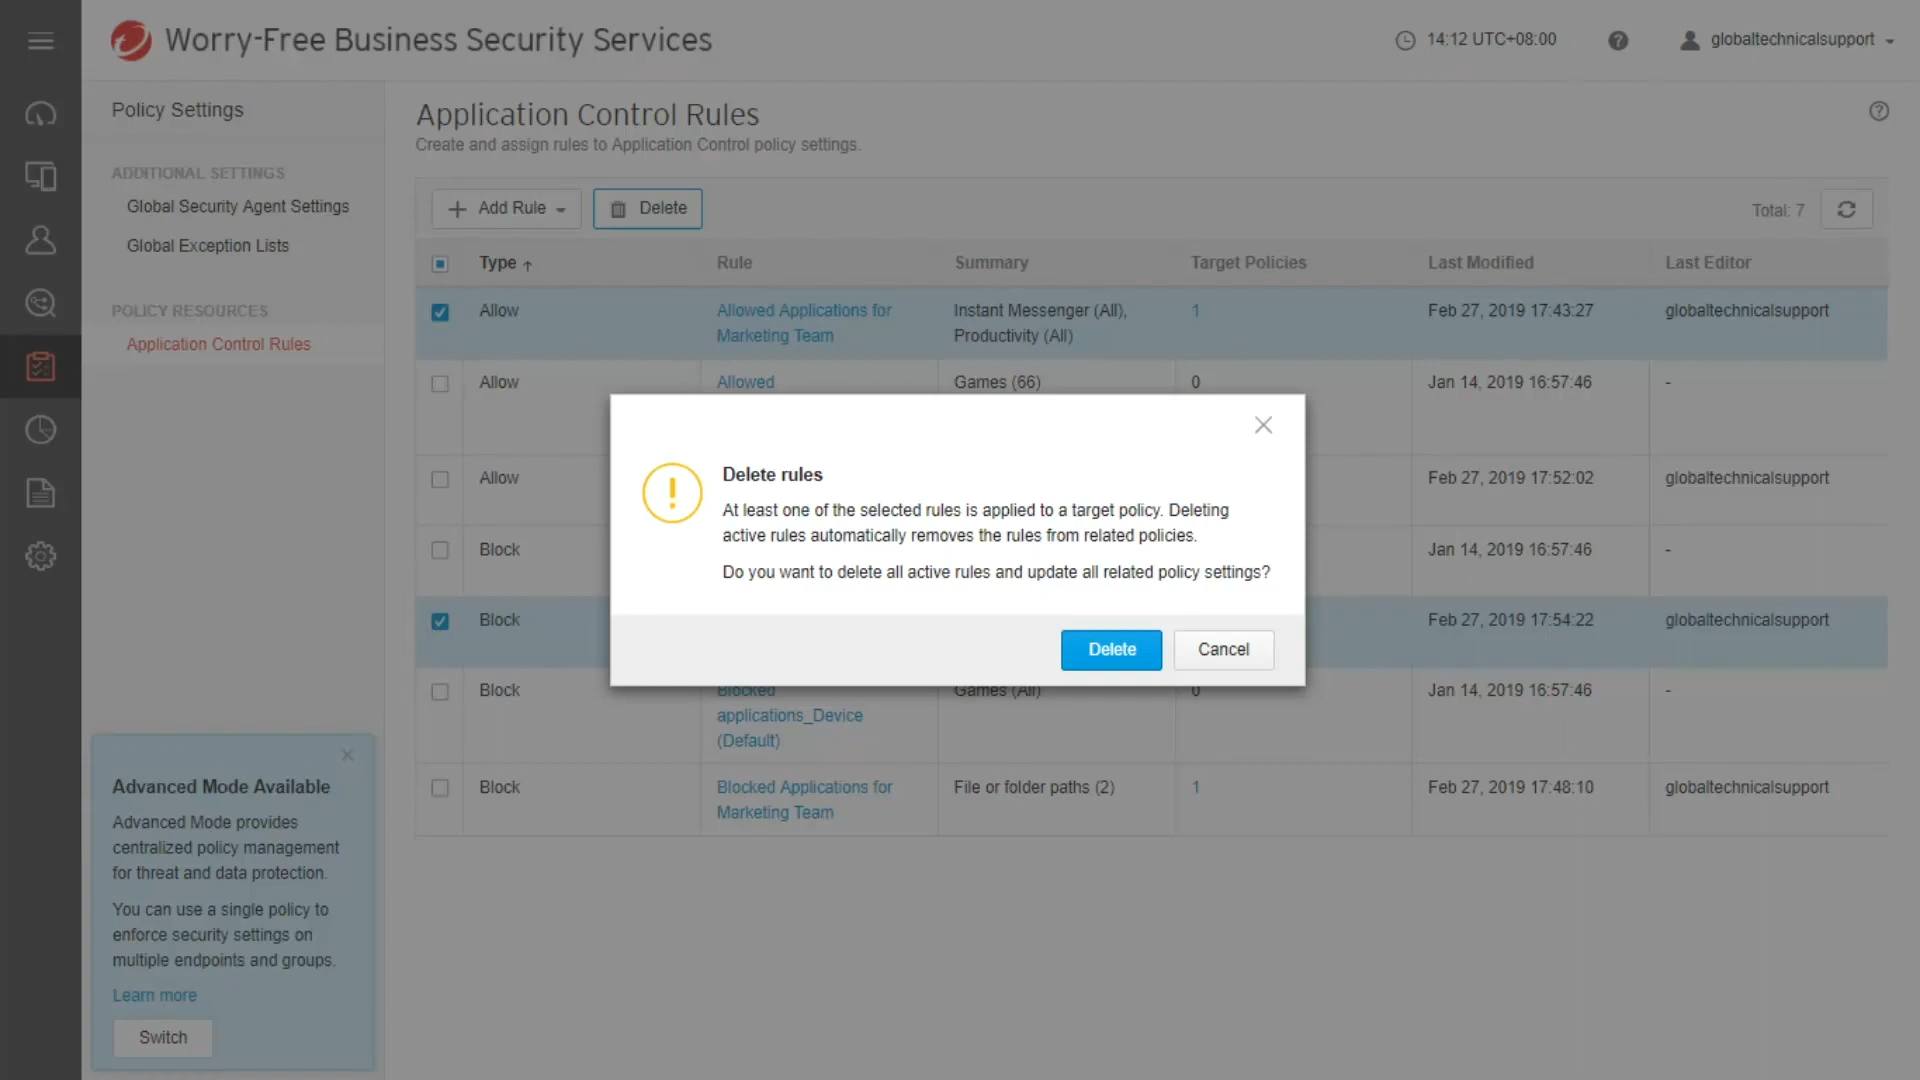 Worry-Free Business Security Services
14:12 UTC+08:00
globaltechnicalsupport
Policy Settings
ADDITIONAL SETTINGS
Global Security Agent Settings
Global Exception Lists
POLICY RESOURCES
Application Control Rules
Application Control Rules
Create and assign rules to Application Control policy settings.
Add Rule
Delete
Total: 7
Type Rule Summary Target Policies Last Modified Last Editor
Allow Allowed Applications for Instant Messenger (All), 1 Feb 27, 2019 17:43:27 globaltechnicalsupport
Marketing Team Productivity (All)
Allow Allowed Games (66) 0 Jan 14, 2019 16:57:46 -
Allow Feb 27, 2019 17:52:02 globaltechnicalsupport
Block Jan 14, 2019 16:57:46 -
Block Feb 27, 2019 17:54:22 globaltechnicalsupport
Block Blocked Games (All) 0 Jan 14, 2019 16:57:46 -
applications_Device
(Default)
Block Blocked Applications for File or folder paths (2) 1 Feb 27, 2019 17:48:10 globaltechnicalsupport
Marketing Team
Delete rules
At least one of the selected rules is applied to a target policy. Deleting
active rules automatically removes the rules from related policies.
Do you want to delete all active rules and update all related policy settings?
Delete
Cancel
Advanced Mode Available
Advanced Mode provides
centralized policy management
for threat and data protection.
You can use a single policy to
enforce security settings on
multiple endpoints and groups.
Learn more
Switch